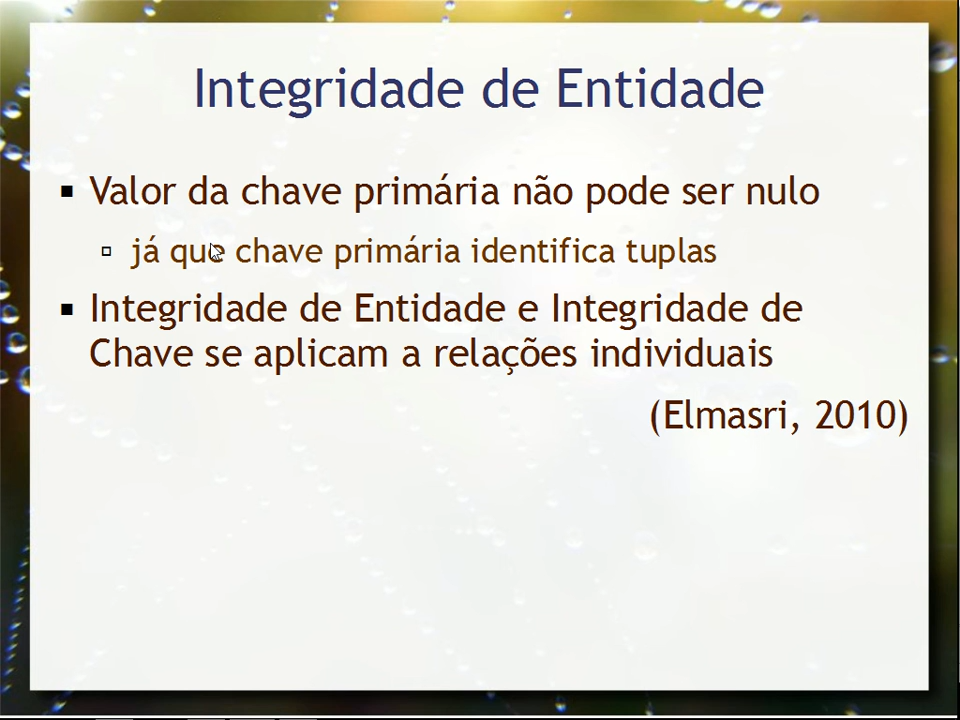 Integridade de Entidade
Valor da chave primária não pode ser nulo
já que chave primária identifica tuplas
Integridade de Entidade e Integridade de
Chave se aplicam a relações individuais
(Elmasri, 2010)